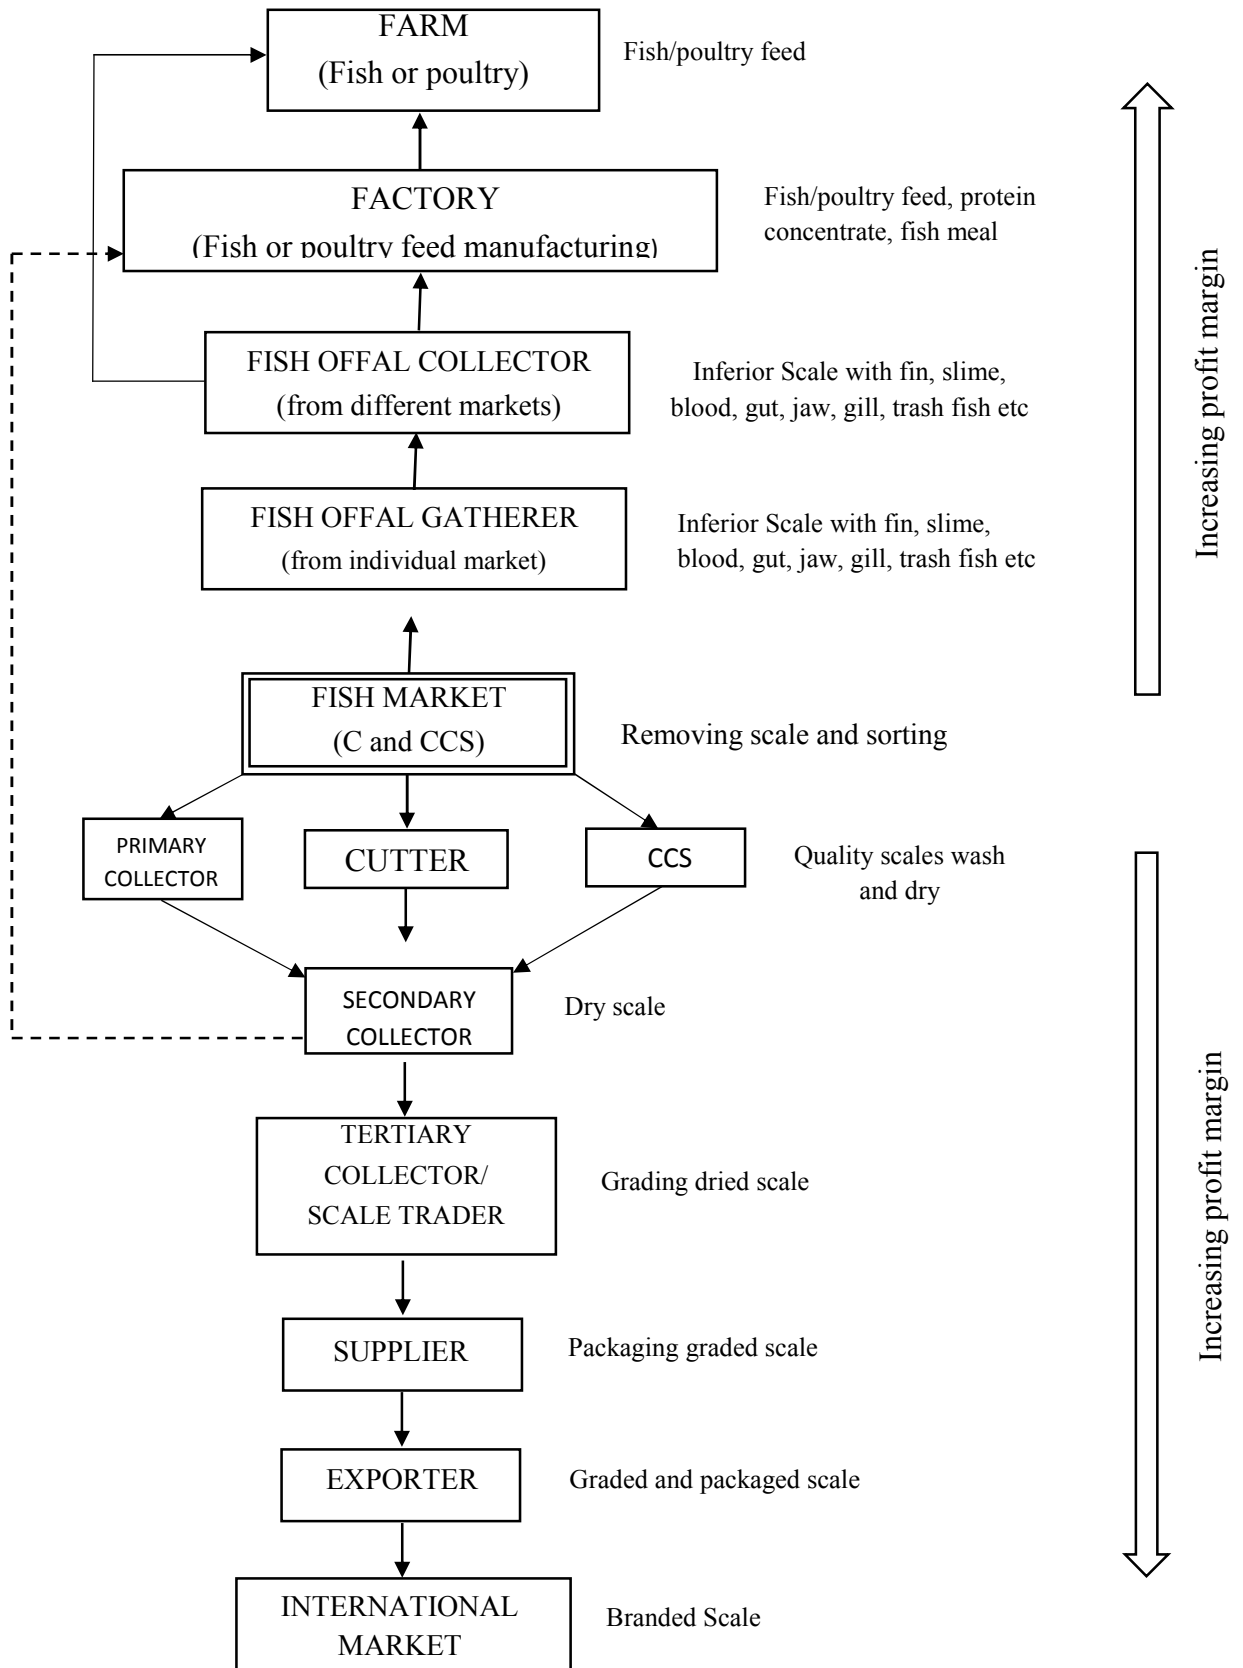 FARM
(Fish or poultry)
Fish/poultry feed
FACTORY
(Fish or poultry feed manufacturing)
Fish/poultry feed, protein
concentrate, fish meal
FISH OFFAL COLLECTOR
(from different markets)
Inferior Scale with fin, slime,
blood, gut, jaw, gill, trash fish etc
FISH OFFAL GATHERER
(from individual market)
Inferior Scale with fin, slime,
blood, gut, jaw, gill, trash fish etc
Increasing profit margin
FISH MARKET
(C and CCS)
Removing scale and sorting
PRIMARY
COLLECTOR
CUTTER
CCS
Quality scales wash
and dry
SECONDARY
COLLECTOR
Dry scale
TERTIARY
COLLECTOR/
SCALE TRADER
Grading dried scale
SUPPLIER
Packaging graded scale
EXPORTER
Graded and packaged scale
INTERNATIONAL
MARKET
Branded Scale
Increasing profit margin